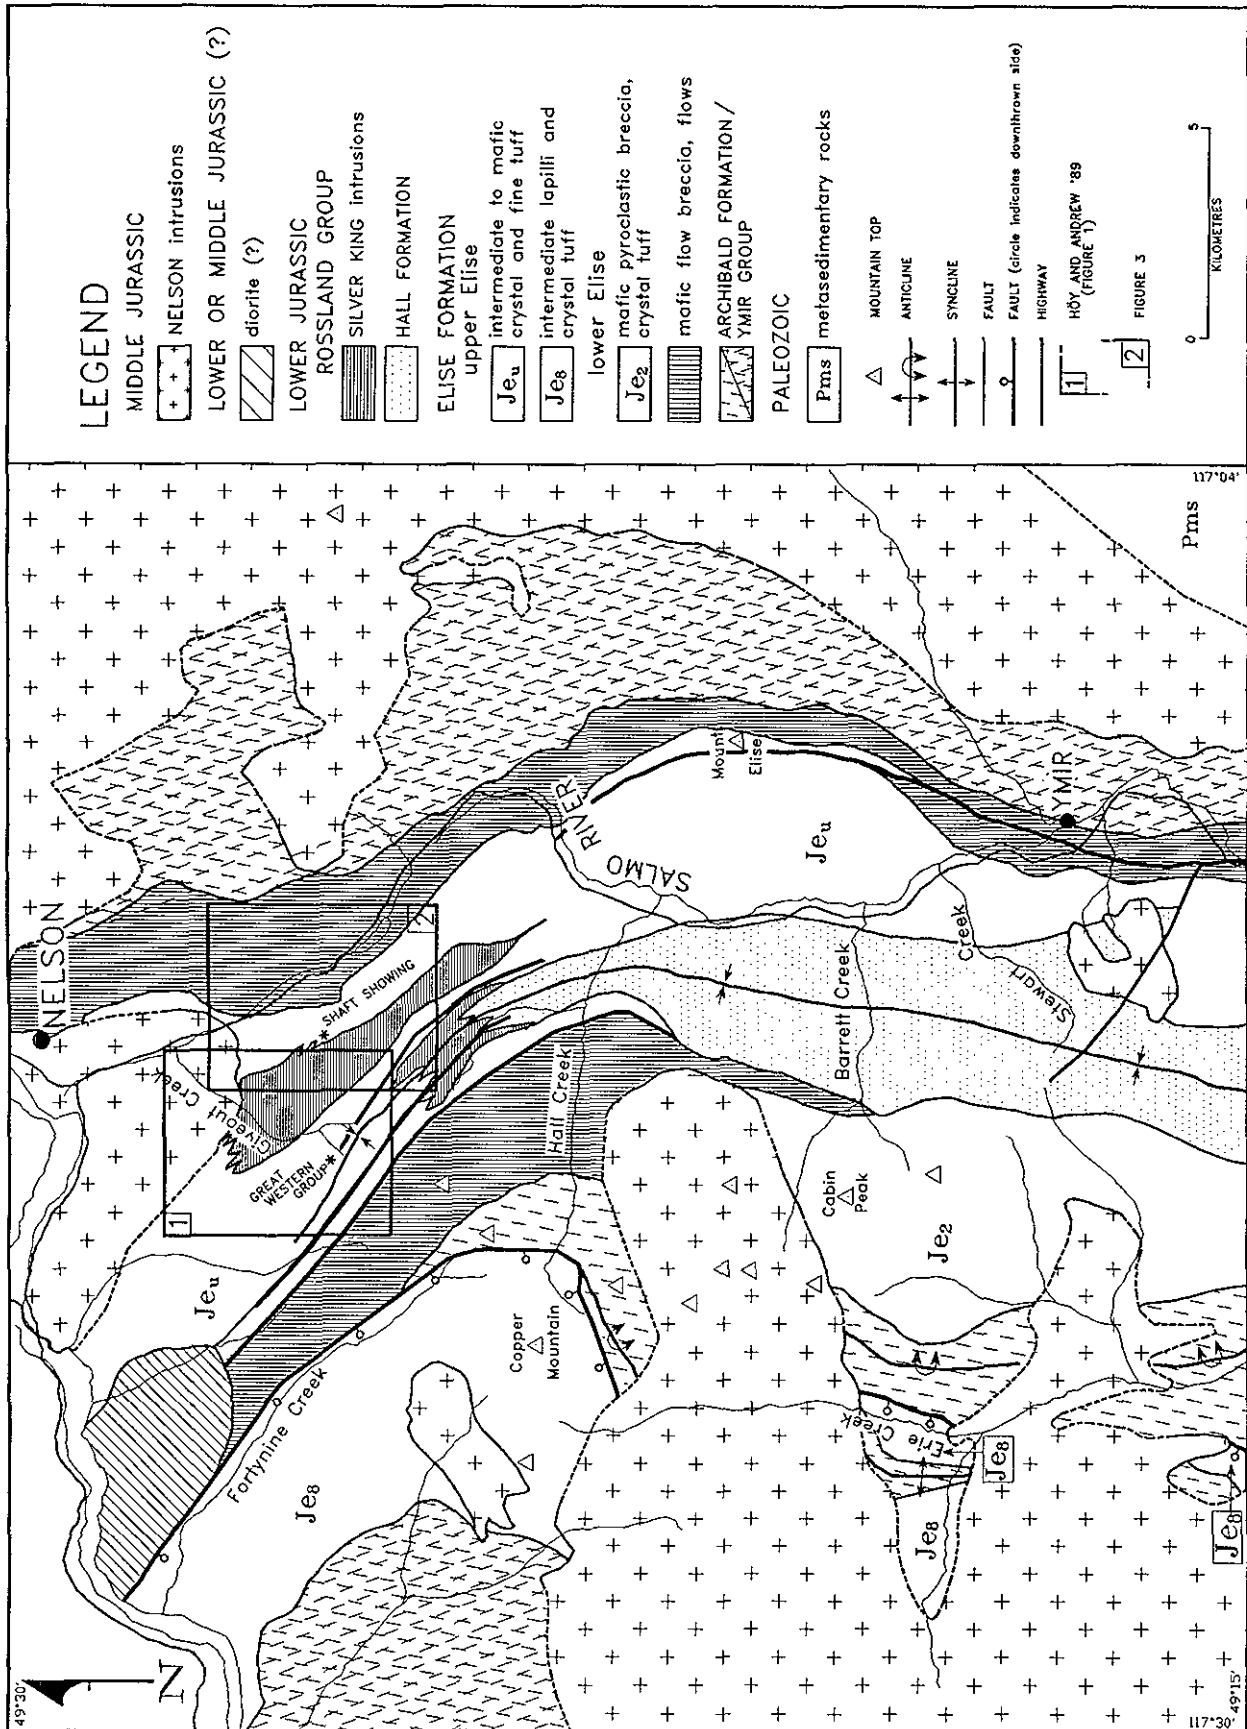 49°30'
N
NELSON
1
2
Giveout Creek
GREAT
WESTERN
GROUP*
* SHAFT SHOWING
Jeu
Fortynine Creek
Je8
Copper
Mountain
Hall Creek
SALMO
RIVER
Mount
Elise
Jeu
Barrett Creek
Cabin
Peak
Je2
Stewart
Creek
YMIR
Erie Creek
Je8
Je8
Je8
Pms
117°30'
49°15'
117°04'
LEGEND
MIDDLE JURASSIC
NELSON intrusions
LOWER OR MIDDLE JURASSIC (?)
diorite (?)
LOWER JURASSIC
ROSSLAND GROUP
SILVER KING intrusions
HALL FORMATION
ELISE FORMATION
upper Elise
Jeu intermediate to mafic
crystal and fine tuff
Je8 intermediate lapilli and
crystal tuff
lower Elise
Je2 mafic pyroclastic breccia,
crystal tuff
mafic flow breccia, flows
ARCHIBALD FORMATION/
YMIR GROUP
PALEOZOIC
Pms metasedimentary rocks
MOUNTAIN TOP
ANTICLINE
SYNCLINE
FAULT
FAULT (circle indicates downthrown side)
HIGHWAY
1 HÖY AND ANDREW '89
(FIGURE 1)
2 FIGURE 3
0 5
KILOMETRES